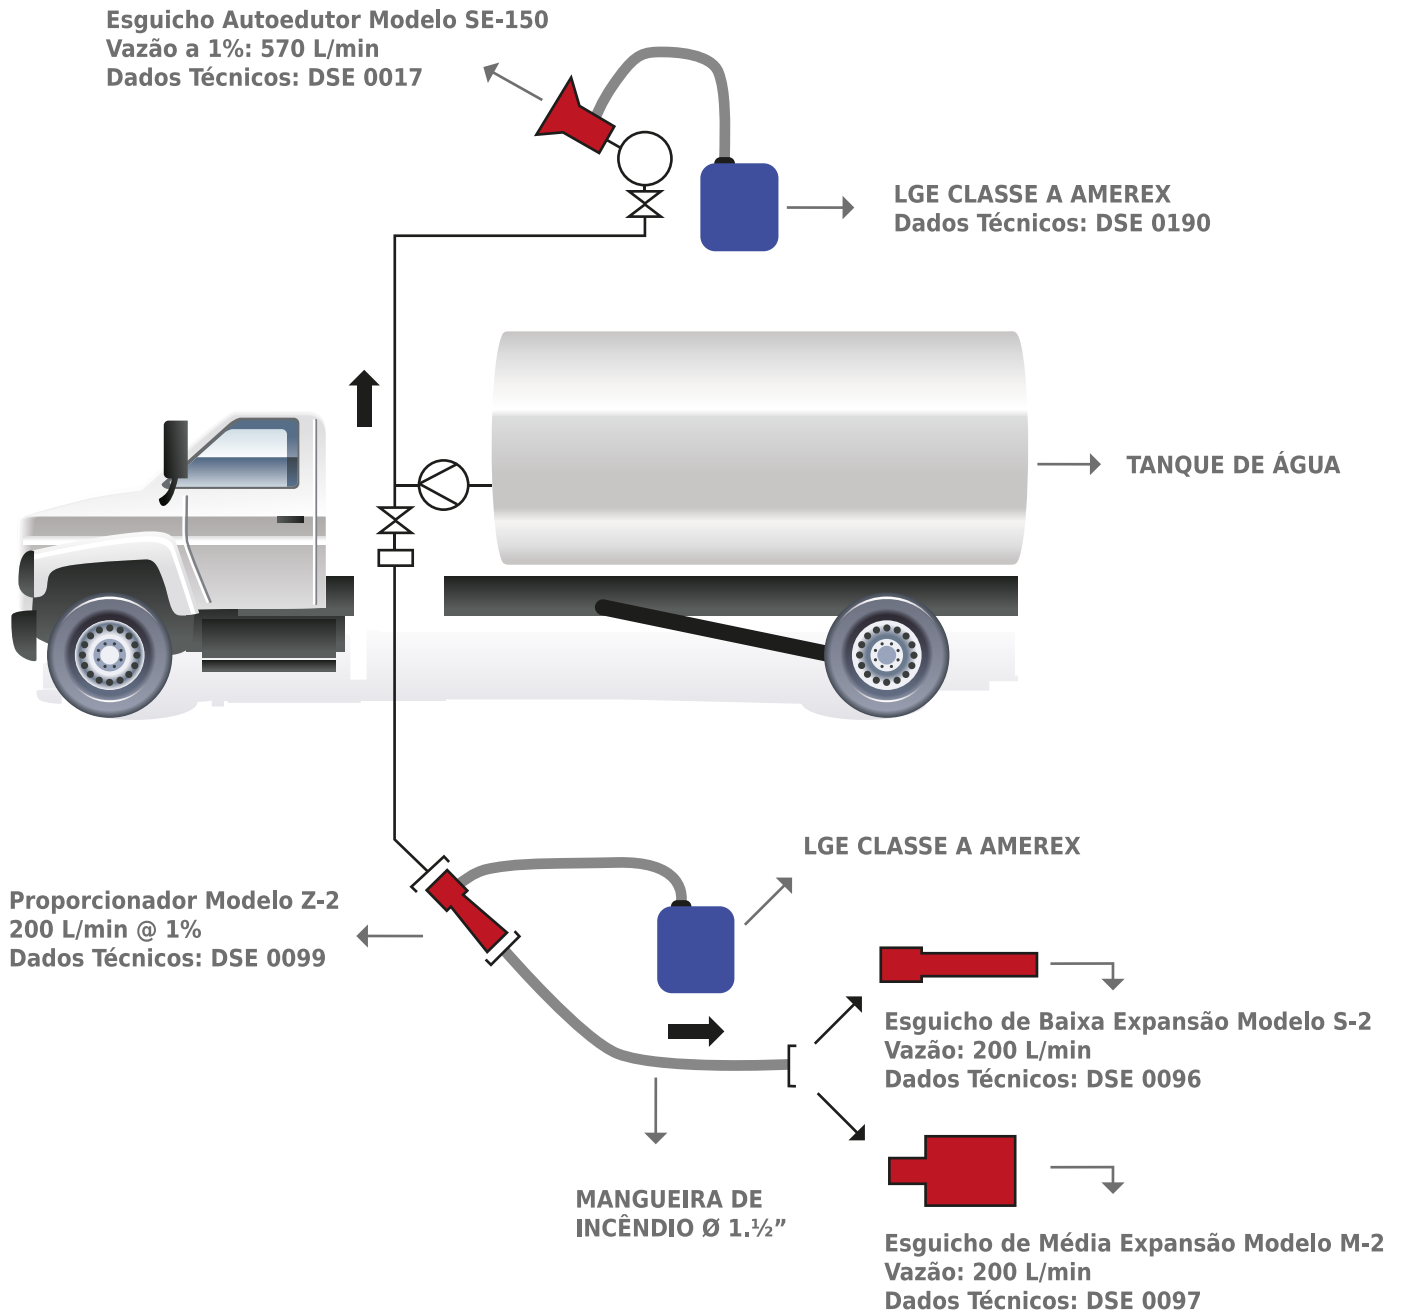 Esguicho Autoedutor Modelo SE-150
Vazão a 1%: 570 L/min
Dados Técnicos: DSE 0017
LGE CLASSE A AMEREX
Dados Técnicos: DSE 0190
TANQUE DE ÁGUA
LGE CLASSE A AMEREX
Proporcionador Modelo Z-2
200 L/min @ 1%
Dados Técnicos: DSE 0099
Esguicho de Baixa Expansão Modelo S-2
Vazão: 200 L/min
Dados Técnicos: DSE 0096
MANGUEIRA DE
INCÊNDIO Ø 1.½”
Esguicho de Média Expansão Modelo M-2
Vazão: 200 L/min
Dados Técnicos: DSE 0097